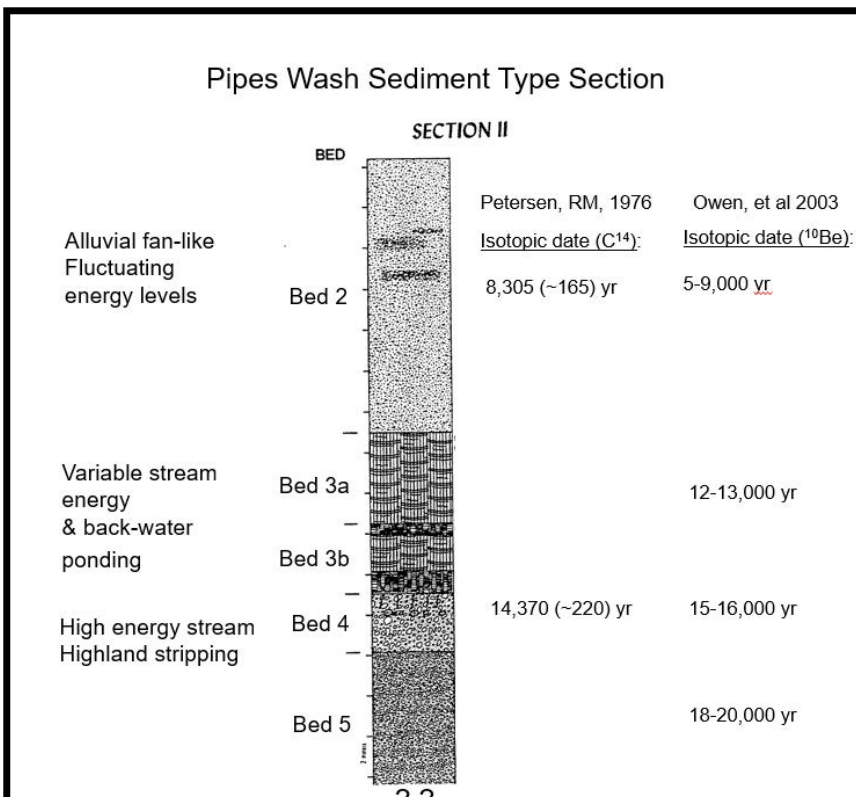 Pipes Wash Sediment Type Section
SECTION II
BED
Petersen, RM, 1976
Owen, et al 2003
Isotopic date (C¹⁴):
Isotopic date (¹⁰Be):
Alluvial fan-like
Fluctuating
energy levels
Bed 2
8,305 (~165) yr
5-9,000 yr
Variable stream
energy
& back-water
ponding
Bed 3a
12-13,000 yr
Bed 3b
High energy stream
Highland stripping
Bed 4
14,370 (~220) yr
15-16,000 yr
Bed 5
18-20,000 yr